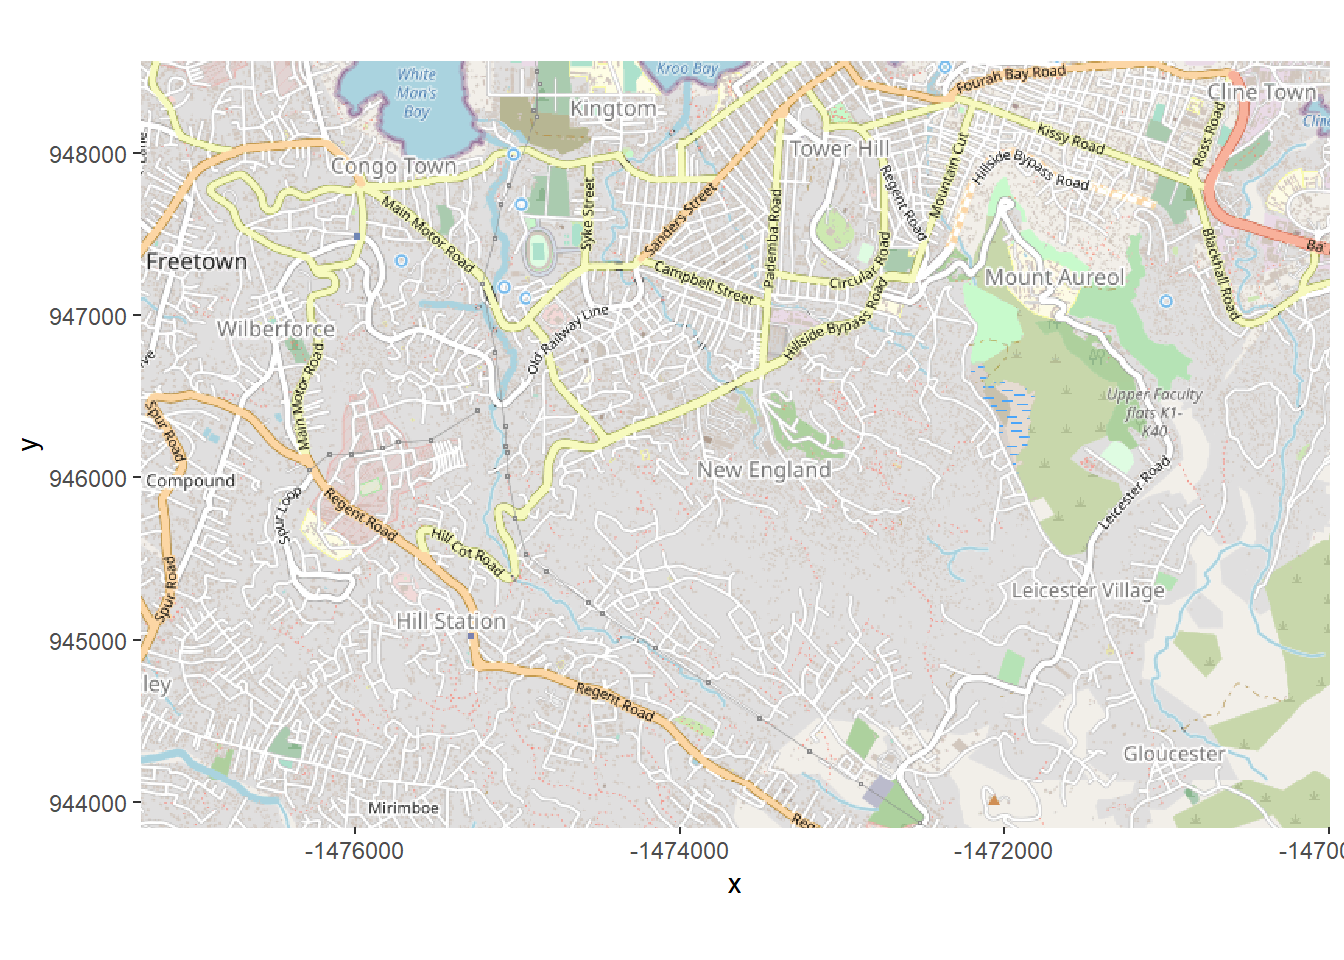 White
Man's
Bay
Kroo Bay
Kingtom
Fourah Bay Road
Cline Town
Kissy Road
Ross Road
948000
Congo Town
Tower Hill
Mountain Cut
Hillside Bypass Road
Regent Road
Main Motor Road
Syke Street
Sanders Street
Pademba Road
Freetown
Campbell Street
Circular Road
Mount Aureol
Blackhall Road
947000
Wilberforce
Old Railway Line
Hillside Bypass Road
Main Motor Road
Upper Faculty
flats K1-
K40
Spur Road
y
946000
Compound
New England
Leicester Road
Spur Loop
Regent Road
Hill Cot Road
Spur Road
Leicester Village
945000
Hill Station
ley
Regent Road
Gloucester
944000
Mirimboe
Reg
-1476000
-1474000
-1472000
-14700
x